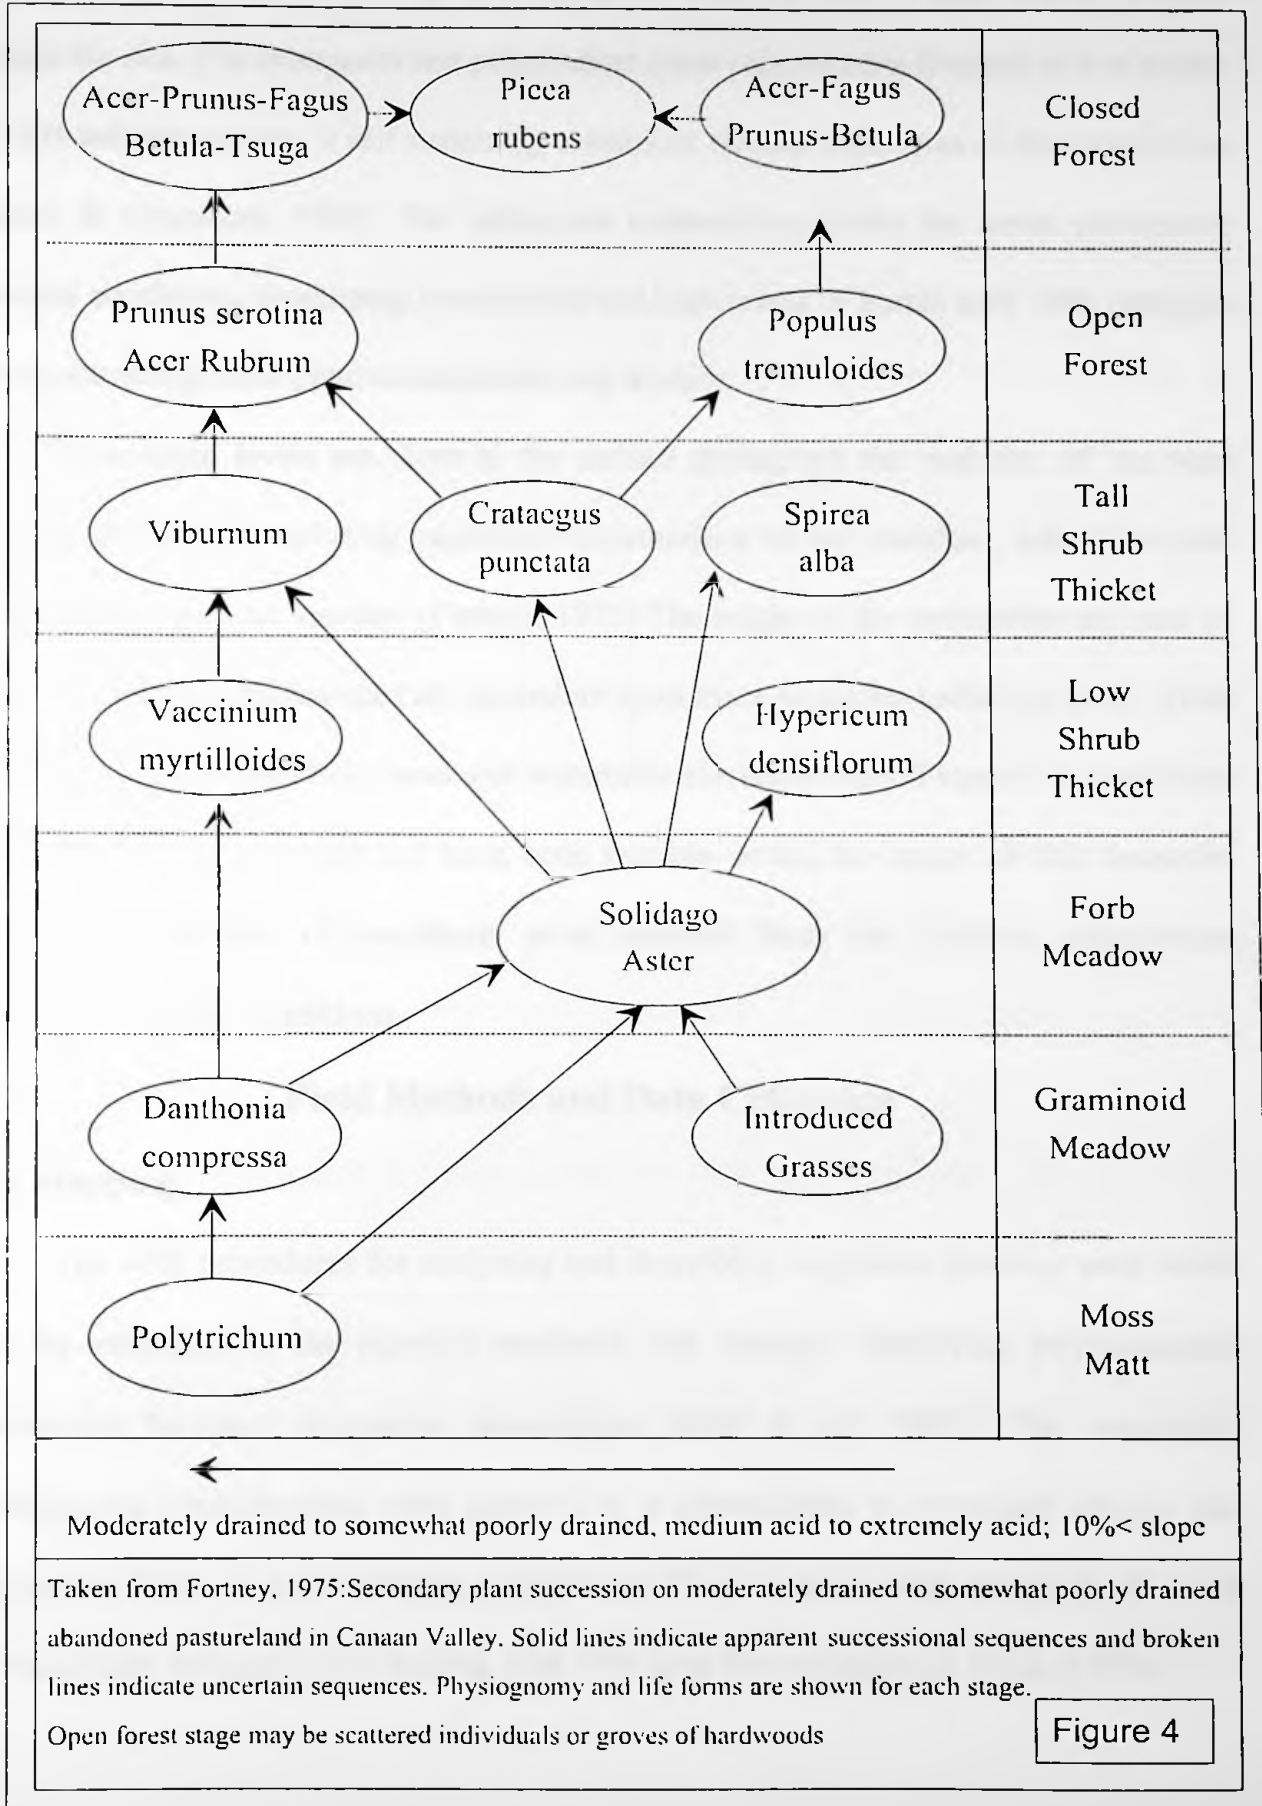 Acer-Prunus-Fagus
Betula-Tsuga
Picea
rubens
Acer-Fagus
Prunus-Betula
Closed
Forest
Prunus serotina
Acer Rubrum
Populus
tremuloides
Open
Forest
Viburnum
Crataegus
punctata
Spirea
alba
Tall
Shrub
Thicket
Vaccinium
myrtilloides
Hypericum
densiflorum
Low
Shrub
Thicket
Solidago
Aster
Forb
Meadow
Danthonia
compressa
Introduced
Grasses
Graminoid
Meadow
Polytrichum
Moss
Matt
Moderately drained to somewhat poorly drained, medium acid to extremely acid; 10%< slope
Taken from Fortney, 1975:Secondary plant succession on moderately drained to somewhat poorly drained
abandoned pastureland in Canaan Valley. Solid lines indicate apparent successional sequences and broken
lines indicate uncertain sequences. Physiognomy and life forms are shown for each stage.
Open forest stage may be scattered individuals or groves of hardwoods
Figure 4